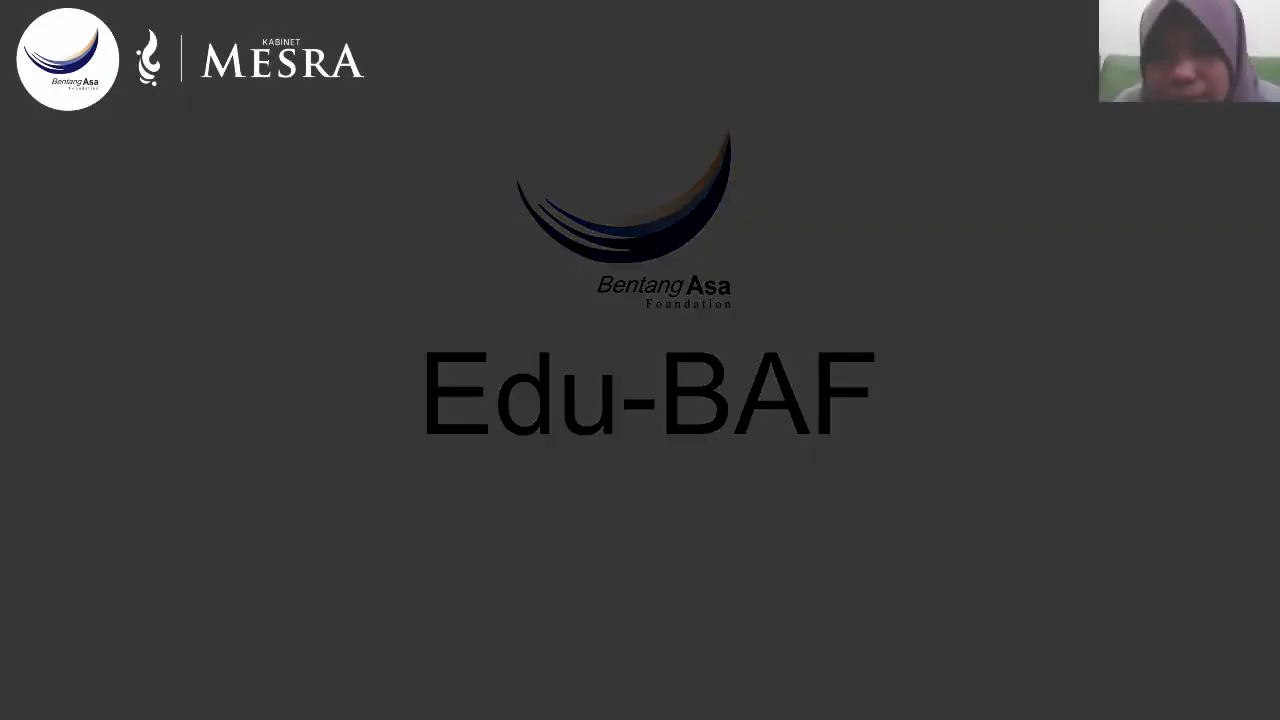 Bentang Asa
Foundation
KABINET
MESRA
Bentang Asa
Foundation
Edu-BAF